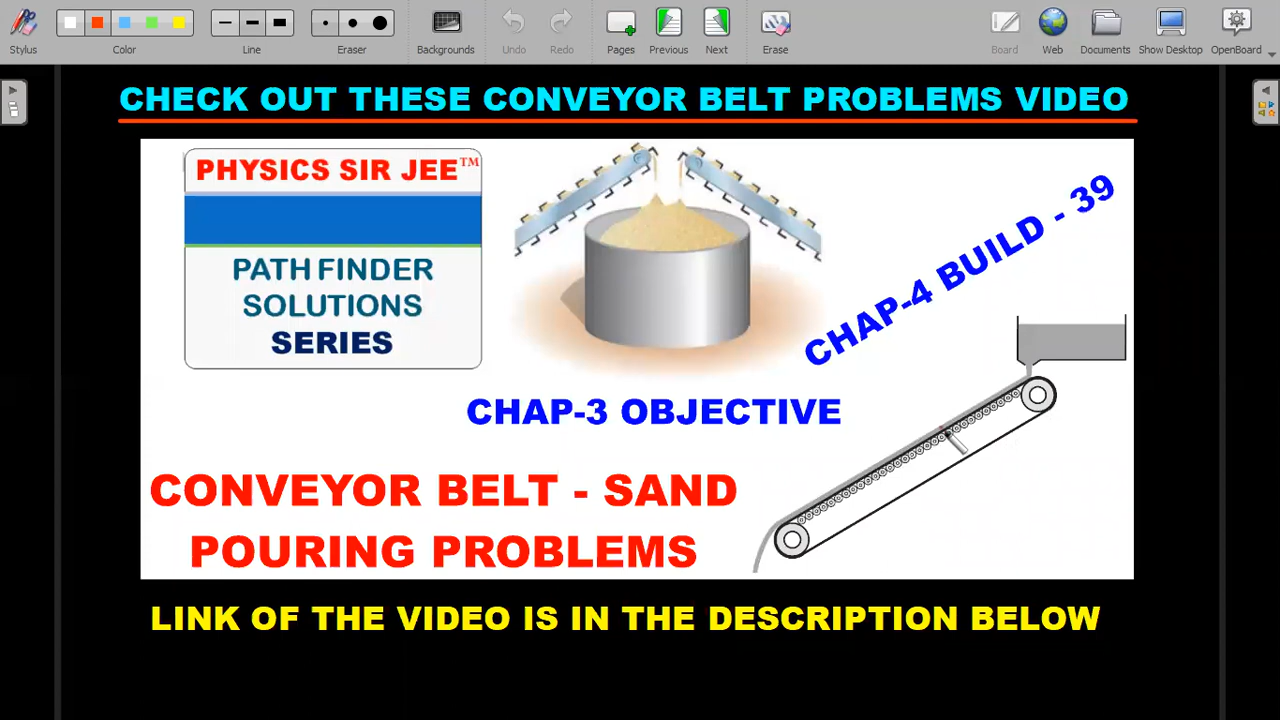 Stylus
Color
Line
Eraser
Backgrounds
Undo
Redo
Pages
Previous
Next
Erase
Board
Web
Documents
Show Desktop
OpenBoard
CHECK OUT THESE CONVEYOR BELT PROBLEMS VIDEO
PHYSICS SIR JEE™
PATH FINDER
SOLUTIONS
SERIES
CHAP-4 BUILD - 39
CHAP-3 OBJECTIVE
CONVEYOR BELT - SAND
POURING PROBLEMS
LINK OF THE VIDEO IS IN THE DESCRIPTION BELOW